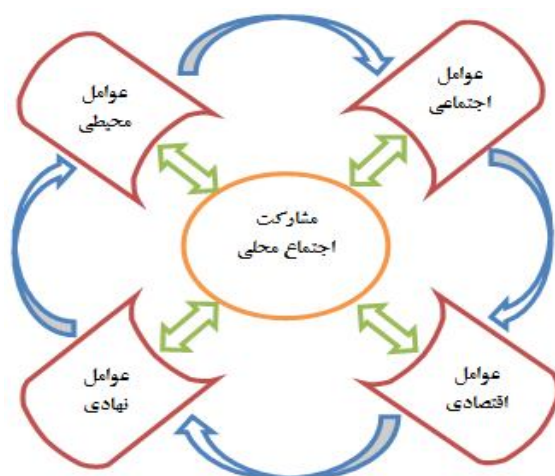 عوامل
اجتماعی
عوامل
محیطی
مشارکت
اجتماع محلی
عوامل
اقتصادی
عوامل
نهادی